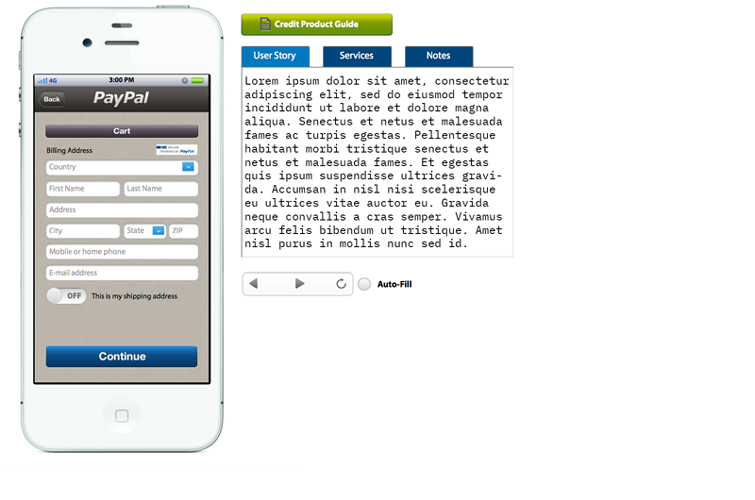 4G
3:00 PM
Back
PayPal
Cart
Billing Address
PayPal
Country
First Name
Last Name
Address
City
State
ZIP
Mobile or home phone
E-mail address
OFF
This is my shipping address
Continue
Credit Product Guide
User Story
Services
Notes
Lorem ipsum dolor sit amet, consectetur
adipiscing elit, sed do eiusmod tempor
incididunt ut labore et dolore magna
aliqua. Senectus et netus et malesuada
fames ac turpis egestas. Pellentesque
habitant morbi tristique senectus et
netus et malesuada fames. Et egestas
quis ipsum suspendisse ultrices gravi-
da. Accumsan in nisl nisi scelerisque
eu ultrices vitae auctor eu. Gravida
neque convallis a cras semper. Vivamus
arcu felis bibendum ut tristique. Amet
nisl purus in mollis nunc sed id.
Auto-Fill